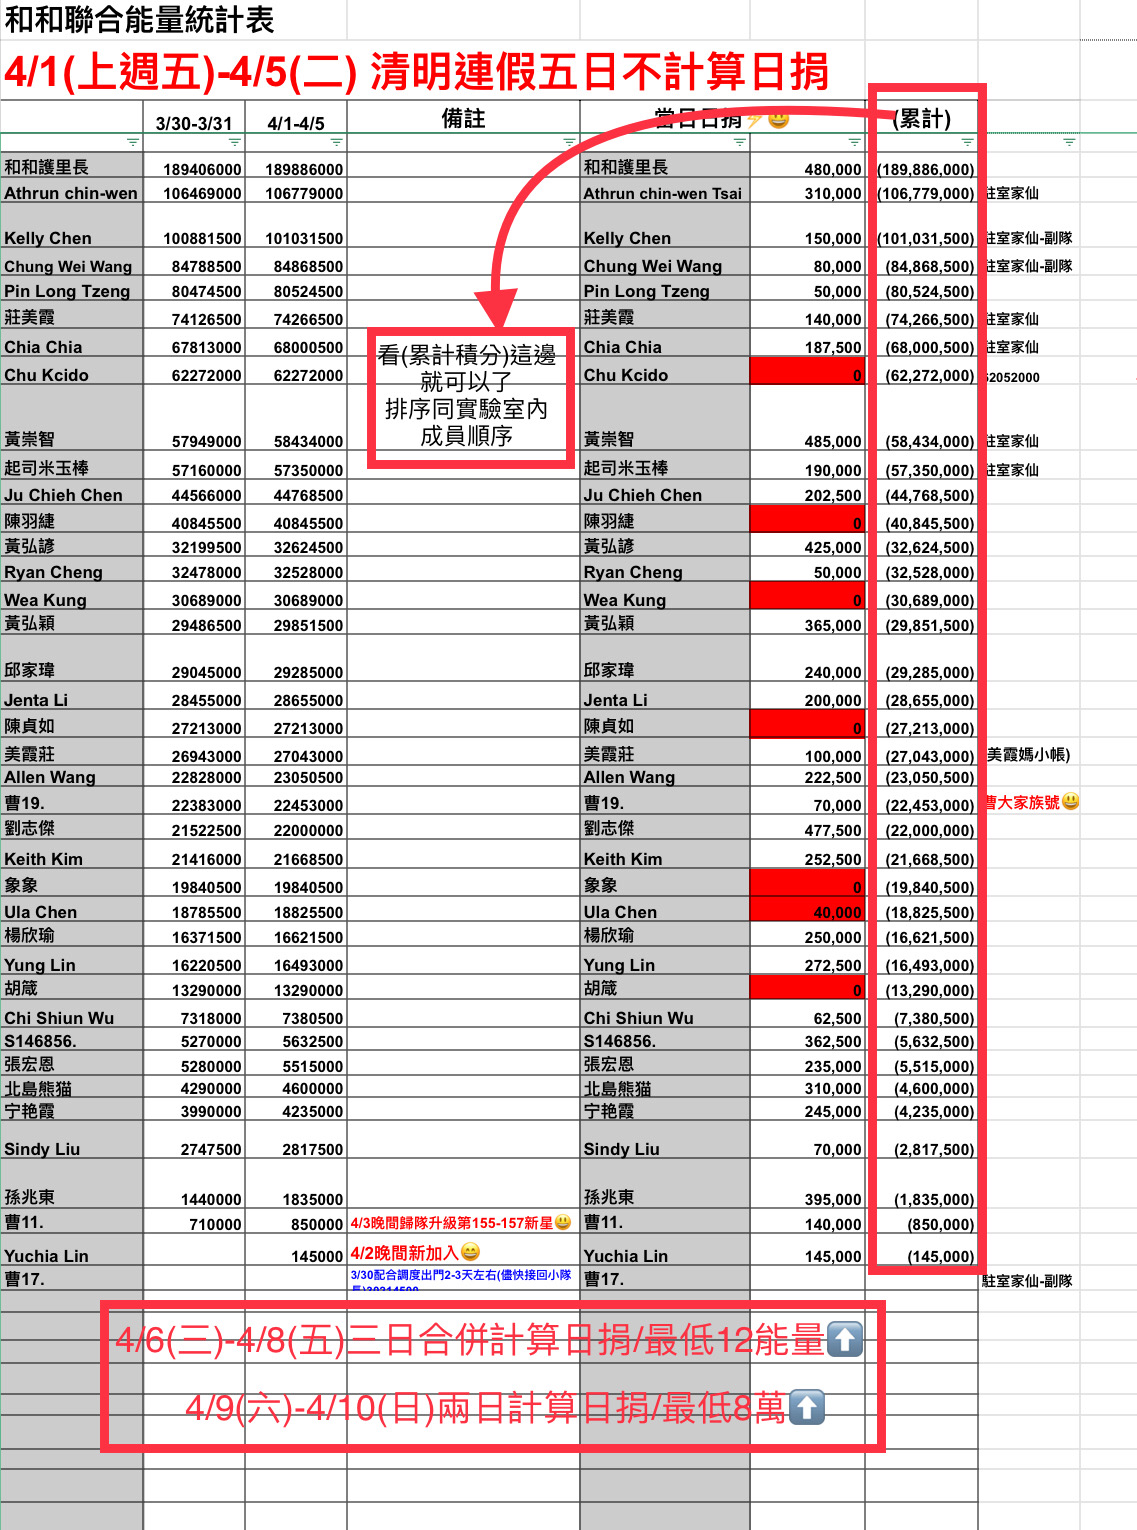 和和聯合能量統計表
4/1(上週五)-4/5(二) 清明連假五日不計算日捐
3/30-3/31 4/1-4/5 備註 當日日捐⚡😃 (累計)
和和護里長 189406000 189886000 和和護里長 480,000 (189,886,000)
Athrun chin-wen 106469000 106779000 Athrun chin-wen Tsai 310,000 (106,779,000) 駐室家仙
Kelly Chen 100881500 101031500 Kelly Chen 150,000 (101,031,500) 駐室家仙-副隊
Chung Wei Wang 84788500 84868500 Chung Wei Wang 80,000 (84,868,500) 駐室家仙-副隊
Pin Long Tzeng 80474500 80524500 Pin Long Tzeng 50,000 (80,524,500)
莊美霞 74126500 74266500 莊美霞 140,000 (74,266,500) 駐室家仙
Chia Chia 67813000 68000500 Chia Chia 187,500 (68,000,500) 駐室家仙
Chu Kcido 62272000 62272000 Chu Kcido 0 (62,272,000) 62052000
看(累計積分)這邊
就可以了
排序同實驗室內
成員順序
黃崇智 57949000 58434000 黃崇智 485,000 (58,434,000) 駐室家仙
起司米玉棒 57160000 57350000 起司米玉棒 190,000 (57,350,000) 駐室家仙
Ju Chieh Chen 44566000 44768500 Ju Chieh Chen 202,500 (44,768,500)
陳羽緁 40845500 40845500 陳羽緁 0 (40,845,500)
黃弘諺 32199500 32624500 黃弘諺 425,000 (32,624,500)
Ryan Cheng 32478000 32528000 Ryan Cheng 50,000 (32,528,000)
Wea Kung 30689000 30689000 Wea Kung 0 (30,689,000)
黃弘穎 29486500 29851500 黃弘穎 365,000 (29,851,500)
邱家瑋 29045000 29285000 邱家瑋 240,000 (29,285,000)
Jenta Li 28455000 28655000 Jenta Li 200,000 (28,655,000)
陳貞如 27213000 27213000 陳貞如 0 (27,213,000)
美霞莊 26943000 27043000 美霞莊 100,000 (27,043,000) (美霞媽小帳)
Allen Wang 22828000 23050500 Allen Wang 222,500 (23,050,500)
曹19. 22383000 22453000 曹19. 70,000 (22,453,000) 曹大家族號😃
劉志傑 21522500 22000000 劉志傑 477,500 (22,000,000)
Keith Kim 21416000 21668500 Keith Kim 252,500 (21,668,500)
象象 19840500 19840500 象象 0 (19,840,500)
Ula Chen 18785500 18825500 Ula Chen 40,000 (18,825,500)
楊欣瑜 16371500 16621500 楊欣瑜 250,000 (16,621,500)
Yung Lin 16220500 16493000 Yung Lin 272,500 (16,493,000)
胡箴 13290000 13290000 胡箴 0 (13,290,000)
Chi Shiun Wu 7318000 7380500 Chi Shiun Wu 62,500 (7,380,500)
S146856. 5270000 5632500 S146856. 362,500 (5,632,500)
張宏恩 5280000 5515000 張宏恩 235,000 (5,515,000)
北島熊猫 4290000 4600000 北島熊猫 310,000 (4,600,000)
宁艳霞 3990000 4235000 宁艳霞 245,000 (4,235,000)
Sindy Liu 2747500 2817500 Sindy Liu 70,000 (2,817,500)
孫兆東 1440000 1835000 孫兆東 395,000 (1,835,000)
曹11. 710000 850000 4/3晚間歸隊升級第155-157新星😃 曹11. 140,000 (850,000)
Yuchia Lin 145000 4/2晚間新加入😄 Yuchia Lin 145,000 (145,000)
曹17. 3/30配合調度出門2-3天左右(儘快接回小隊 曹17. 駐室家仙-副隊
4/6(三)-4/8(五)三日合併計算日捐/最低12能量⬆️
4/9(六)-4/10(日)兩日計算日捐/最低8萬⬆️